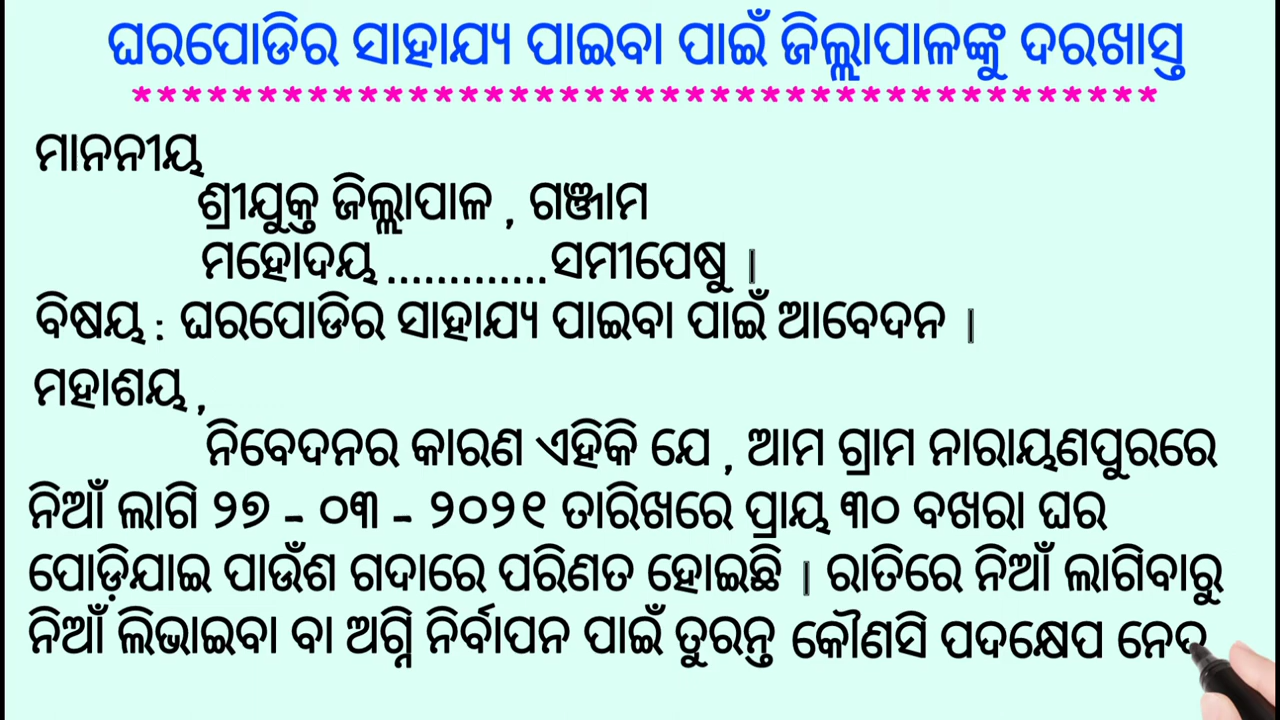 ଘରପୋଡିର ସାହାଯ୍ୟ ପାଇବା ପାଇଁ ଜିଲ୍ଲାପାଳଙ୍କୁ ଦରଖାସ୍ତ
*****************************************
ମାନନୀୟ
ଶ୍ରୀଯୁକ୍ତ ଜିଲ୍ଲାପାଳ , ଗଞ୍ଜାମ
ମହୋଦୟ .............ସମୀପେଷୁ ।
ବିଷୟ : ଘରପୋଡିର ସାହାଯ୍ୟ ପାଇବା ପାଇଁ ଆବେଦନ ।
ମହାଶୟ ,
ନିବେଦନର କାରଣ ଏହିକି ଯେ , ଆମ ଗ୍ରାମ ନାରାୟଣପୁରରେ
ନିଆଁ ଲାଗି ୨୭ - ୦୩ - ୨୦୨୧ ତାରିଖରେ ପ୍ରାୟ ୩୦ ବଖରା ଘର
ପୋଡ଼ିଯାଇ ପାଉଁଶ ଗଦାରେ ପରିଣତ ହୋଇଛି । ରାତିରେ ନିଆଁ ଲାଗିବାରୁ
ନିଆଁ ଲିଭାଇବା ବା ଅଗ୍ନି ନିର୍ବାପନ ପାଇଁ ତୁରନ୍ତ କୌଣସି ପଦକ୍ଷେପ